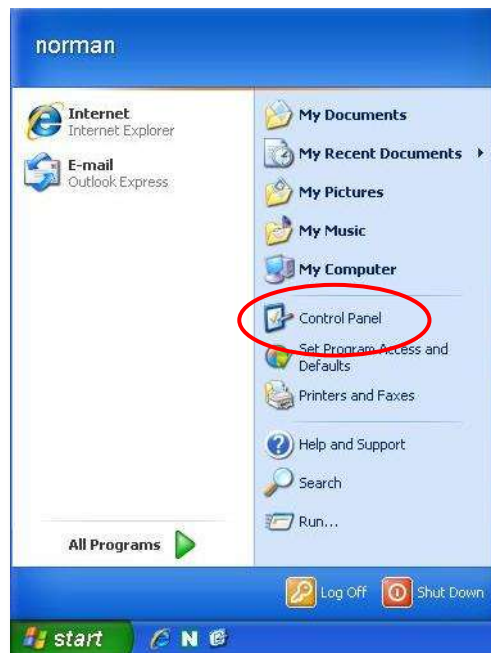 norman
Internet
Internet Explorer
E-mail
Outlook Express
All Programs
My Documents
My Recent Documents
My Pictures
My Music
My Computer
Control Panel
Set Program Access and
Defaults
Printers and Faxes
Help and Support
Search
Run...
Log Off
Shut Down
start
N